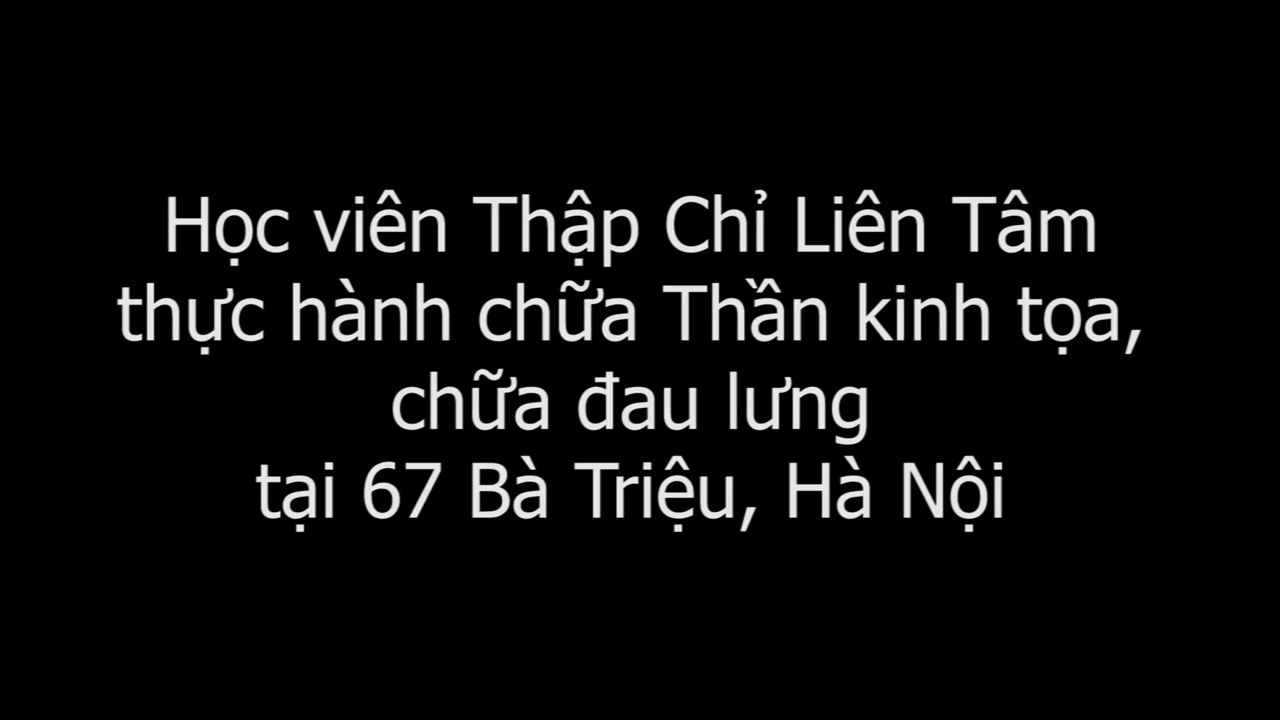 Học viên Thập Chỉ Liên Tâm
thực hành chữa Thần kinh tọa,
chữa đau lưng
tại 67 Bà Triệu, Hà Nội